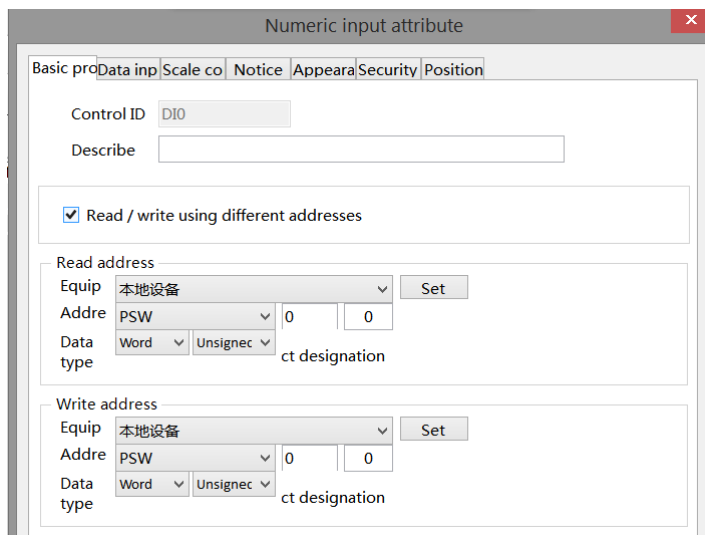 Numeric input attribute
Basic pro Data inp Scale co Notice Appeara Security Position
Control ID DI0
Describe
Read / write using different addresses
Read address
Equip 本地设备 Set
Addre PSW 0 0
Data type Word Unsignec ct designation
Write address
Equip 本地设备 Set
Addre PSW 0 0
Data type Word Unsignec ct designation